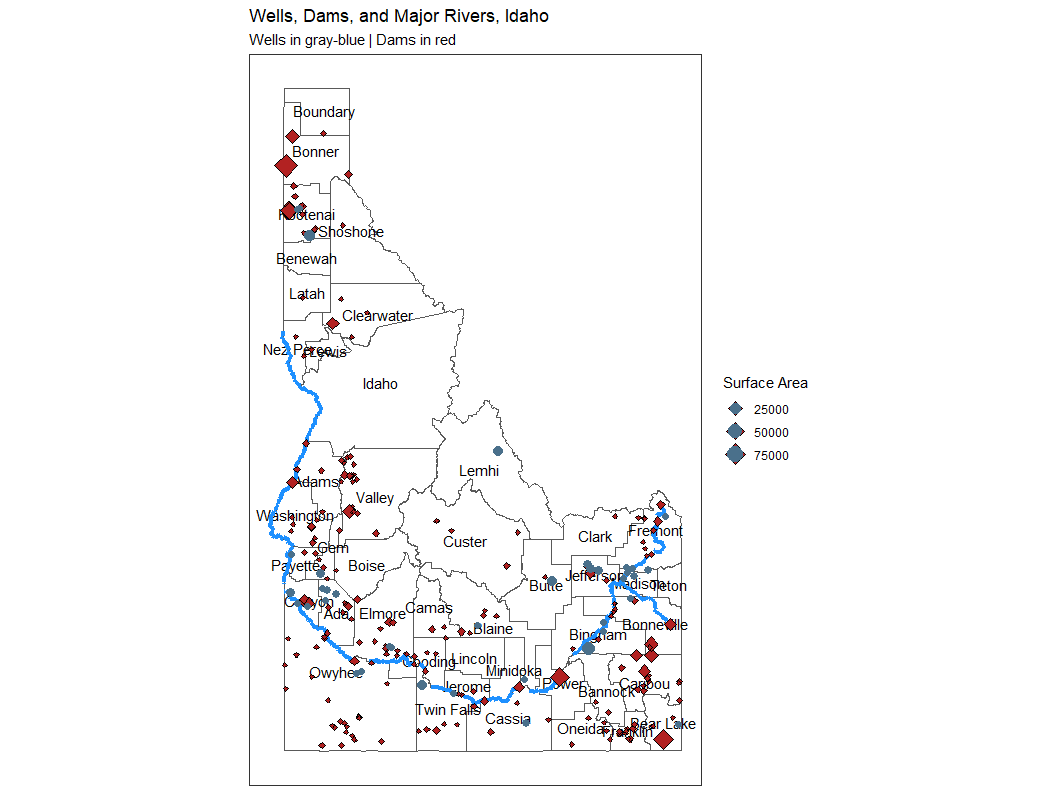 Wells, Dams, and Major Rivers, Idaho
Wells in gray-blue | Dams in red
Boundary
Bonner
Kootenai
Shoshone
Benewah
Latah
Clearwater
Nez Perce
Lewis
Idaho
Surface Area
25000
50000
75000
Lemhi
Adams
Valley
Washington
Custer
Clark
Fremont
Gem
Payette
Boise
Butte
Jefferson
Madison
Teton
Canyon
Ada
Elmore
Camas
Blaine
Bingham
Bonneville
Owyhee
Gooding
Lincoln
Minidoka
Jerome
Power
Bannock
Caribou
Twin Falls
Cassia
Oneida
Franklin
Bear Lake